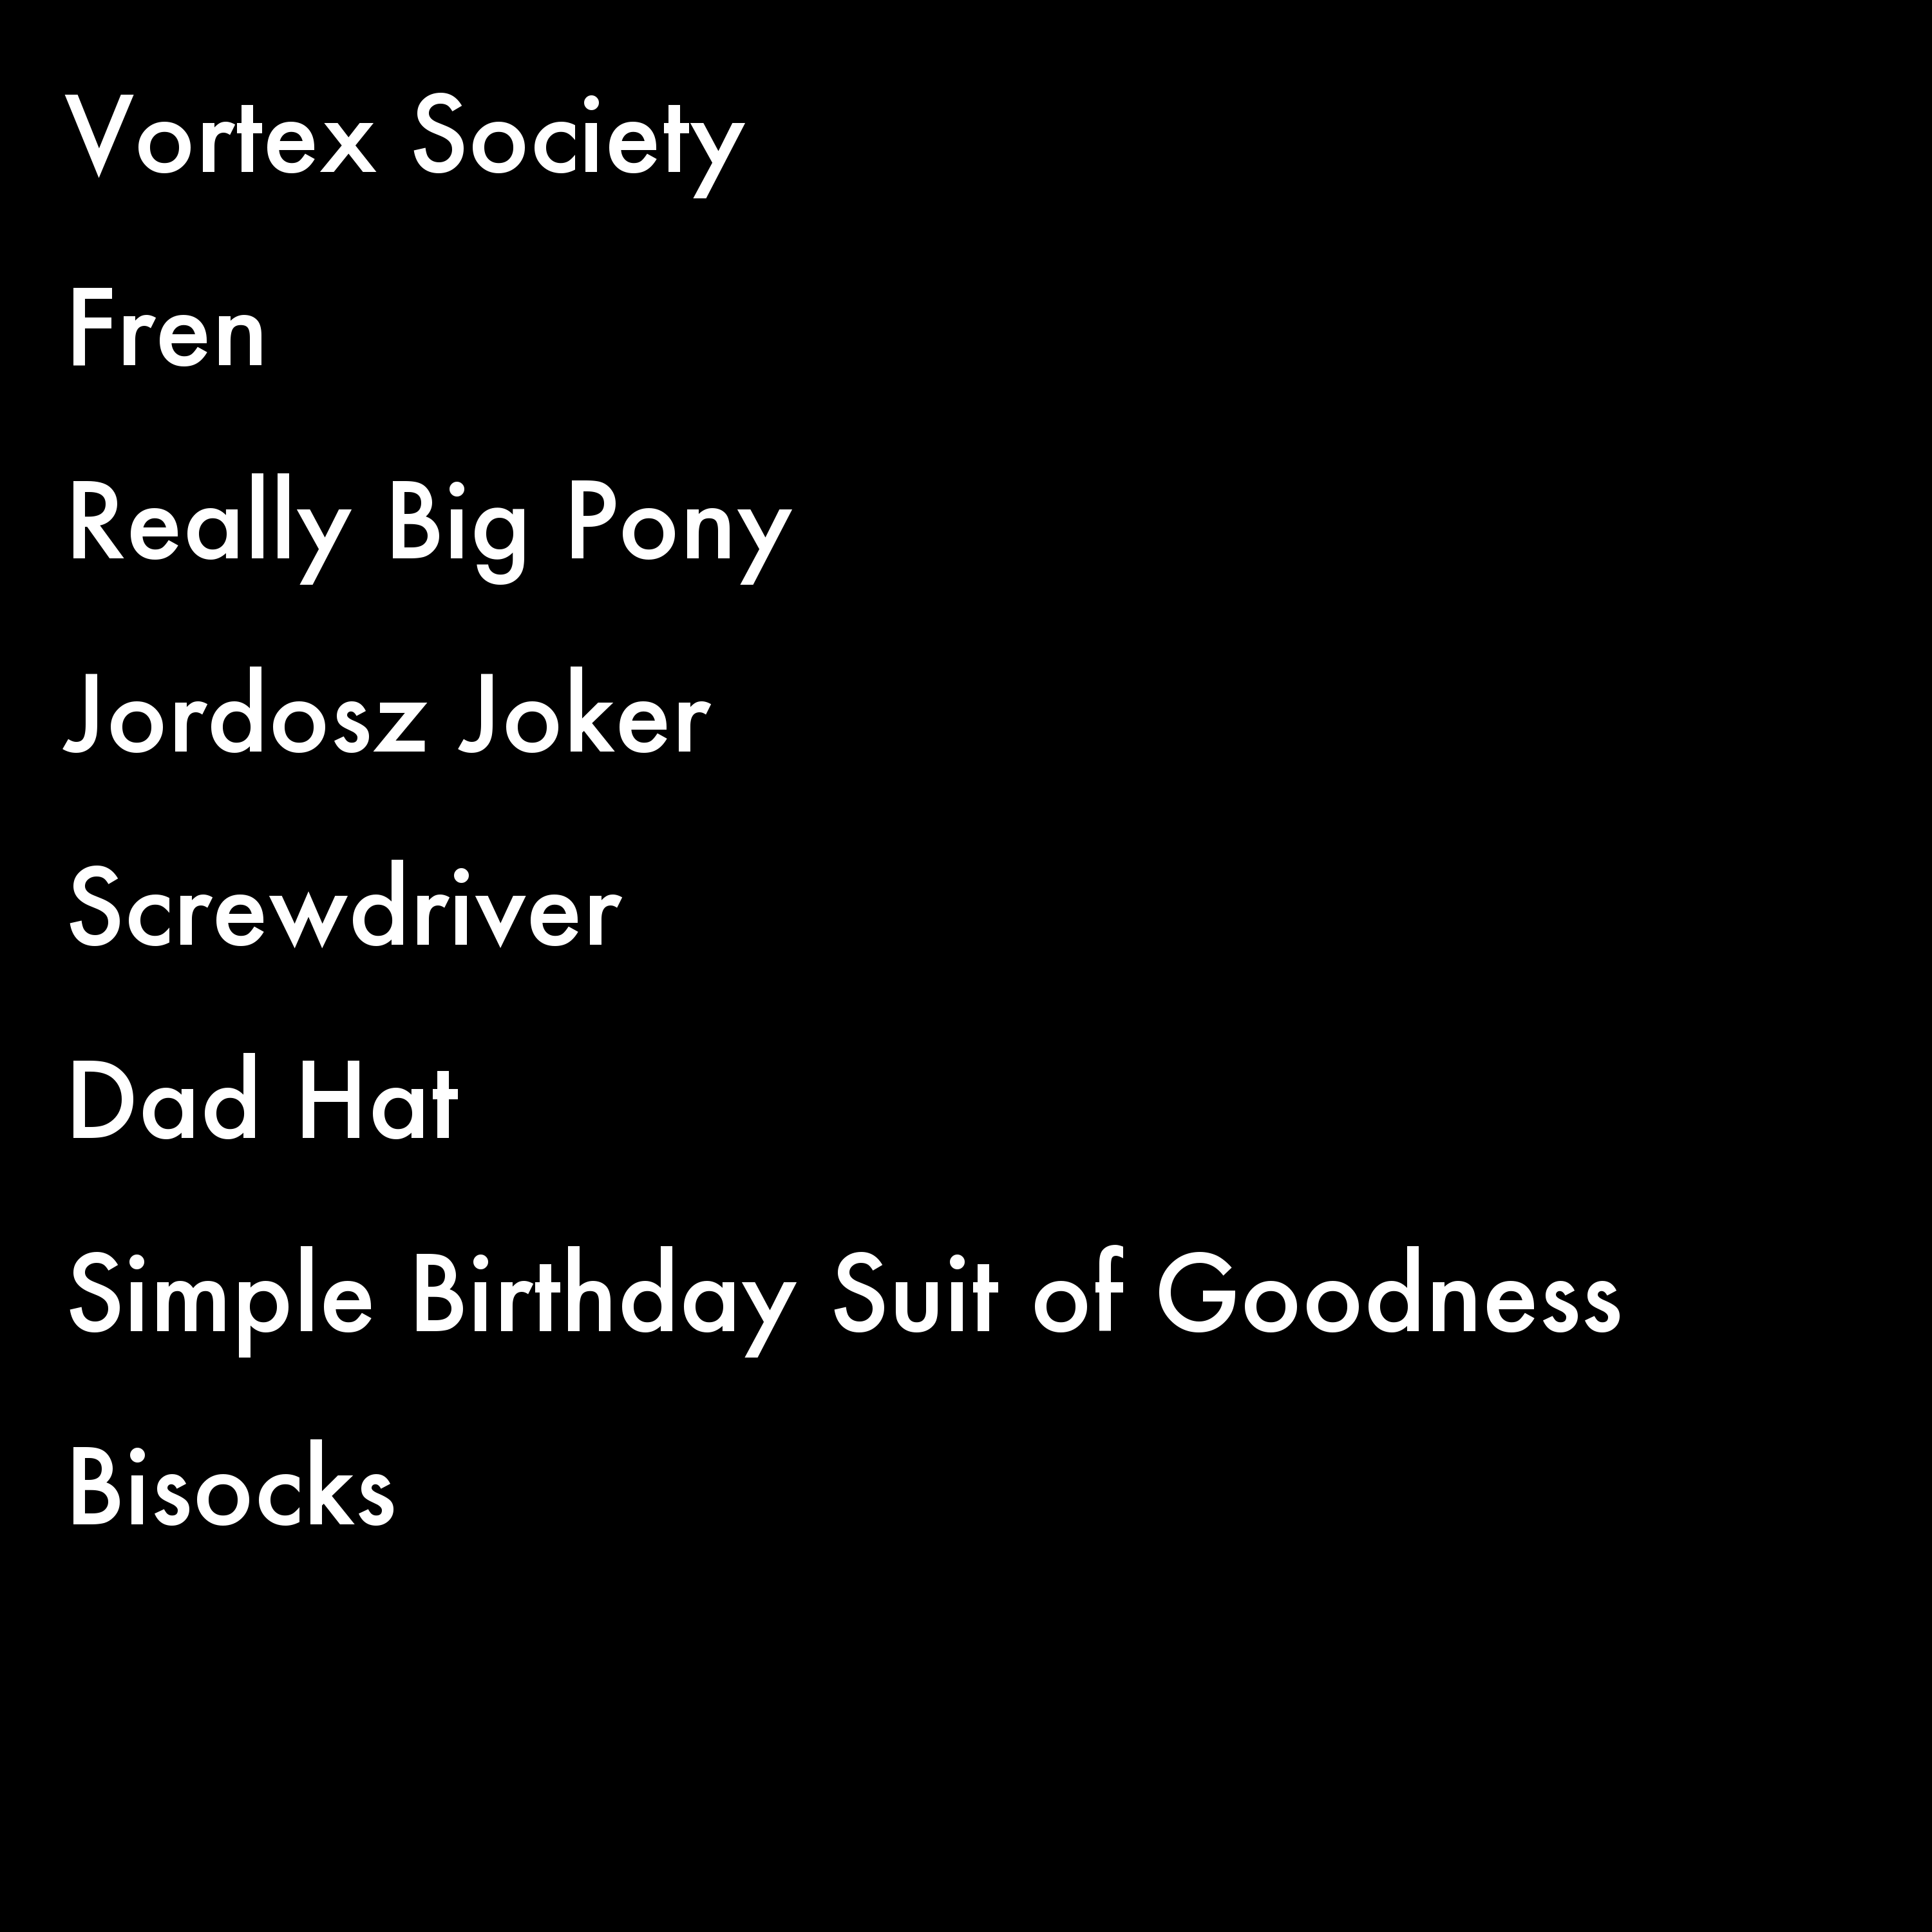 Vortex Society
Fren
Really Big Pony
Jordosz Joker
Screwdriver
Dad Hat
Simple Birthday Suit of Goodness
Bisocks